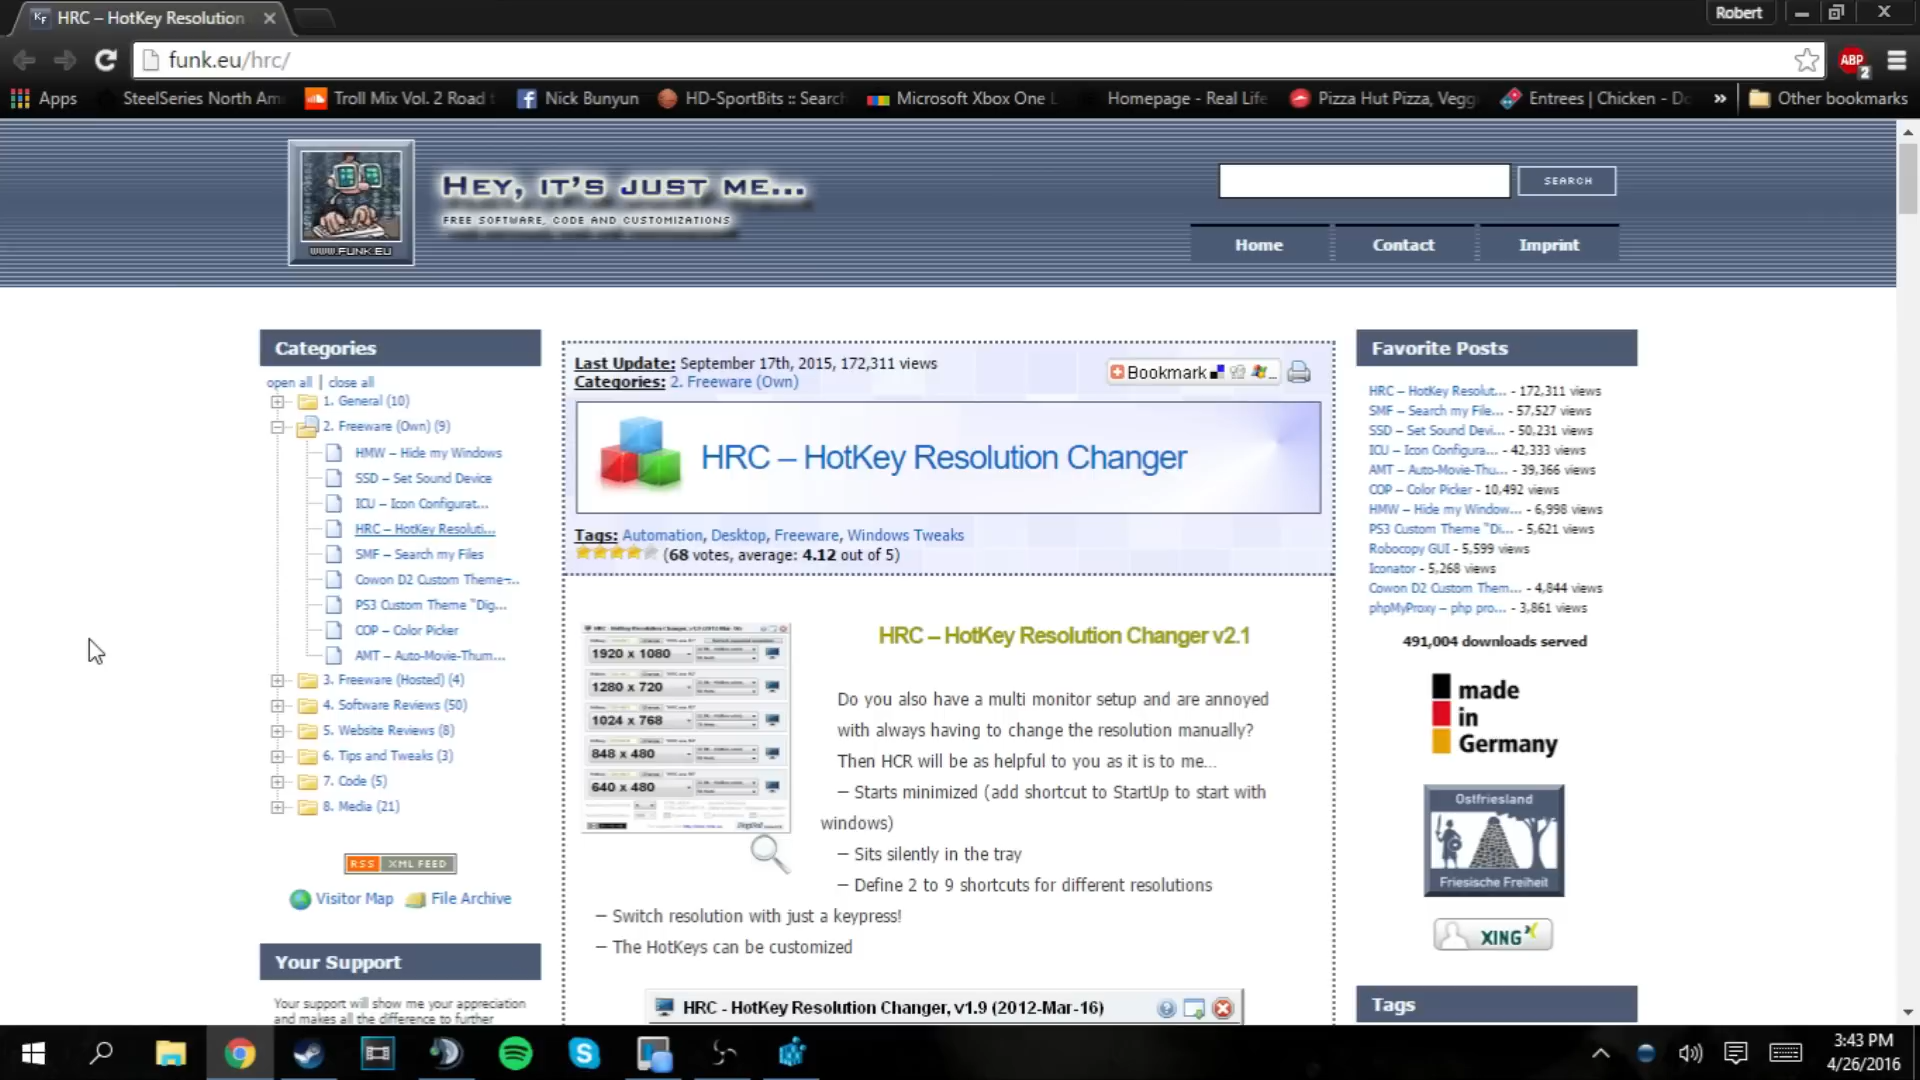 HRC – HotKey Resolution
Robert
funk.eu/hrc/
ABP
2
Apps
SteelSeries North Am
Troll Mix Vol. 2 Road t
Nick Bunyun
HD-SportBits :: Search
Microsoft Xbox One L
Homepage - Real Life
Pizza Hut Pizza, Vegg
Entrees | Chicken - Do
»
Other bookmarks
WWW.FUNK.EU
Hey, it's just me...
FREE SOFTWARE, CODE AND CUSTOMIZATIONS
SEARCH
Home
Contact
Imprint
Categories
open all | close all
1. General (10)
2. Freeware (Own) (9)
HMW – Hide my Windows
SSD – Set Sound Device
ICU – Icon Configurat...
HRC – HotKey Resoluti...
SMF – Search my Files
Cowon D2 Custom Theme-...
PS3 Custom Theme "Dig...
COP – Color Picker
AMT – Auto-Movie-Thum...
3. Freeware (Hosted) (4)
4. Software Reviews (50)
5. Website Reviews (8)
6. Tips and Tweaks (3)
7. Code (5)
8. Media (21)
RSS XML FEED
Visitor Map
File Archive
Your Support
Your support will show me your appreciation
and makes all the difference to further
Last Update: September 17th, 2015, 172,311 views
Categories: 2. Freeware (Own)
Bookmark
HRC – HotKey Resolution Changer
Tags: Automation, Desktop, Freeware, Windows Tweaks
(68 votes, average: 4.12 out of 5)
1920 x 1080
1280 x 720
1024 x 768
848 x 480
640 x 480
HRC – HotKey Resolution Changer v2.1
Do you also have a multi monitor setup and are annoyed
with always having to change the resolution manually?
Then HCR will be as helpful to you as it is to me...
– Starts minimized (add shortcut to StartUp to start with
windows)
– Sits silently in the tray
– Define 2 to 9 shortcuts for different resolutions
– Switch resolution with just a keypress!
– The HotKeys can be customized
HRC - HotKey Resolution Changer, v1.9 (2012-Mar-16)
Favorite Posts
HRC – HotKey Resolut... - 172,311 views
SMF – Search my File... - 57,527 views
SSD – Set Sound Devi... - 50,231 views
ICU – Icon Configura... - 42,333 views
AMT – Auto-Movie-Thu... - 39,366 views
COP – Color Picker - 10,492 views
HMW – Hide my Window... - 6,998 views
PS3 Custom Theme "Di... - 5,621 views
Robocopy GUI - 5,599 views
Iconator - 5,268 views
Cowon D2 Custom Them... - 4,844 views
phpMyProxy – php pro... - 3,861 views
491,004 downloads served
made
in
Germany
Ostfriesland
Friesische Freiheit
XING
Tags
3:43 PM
4/26/2016